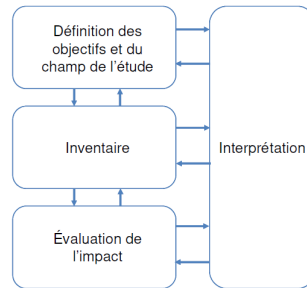 Définition des
objectifs et du
champ de l’étude
Inventaire
Interprétation
Évaluation de
l’impact